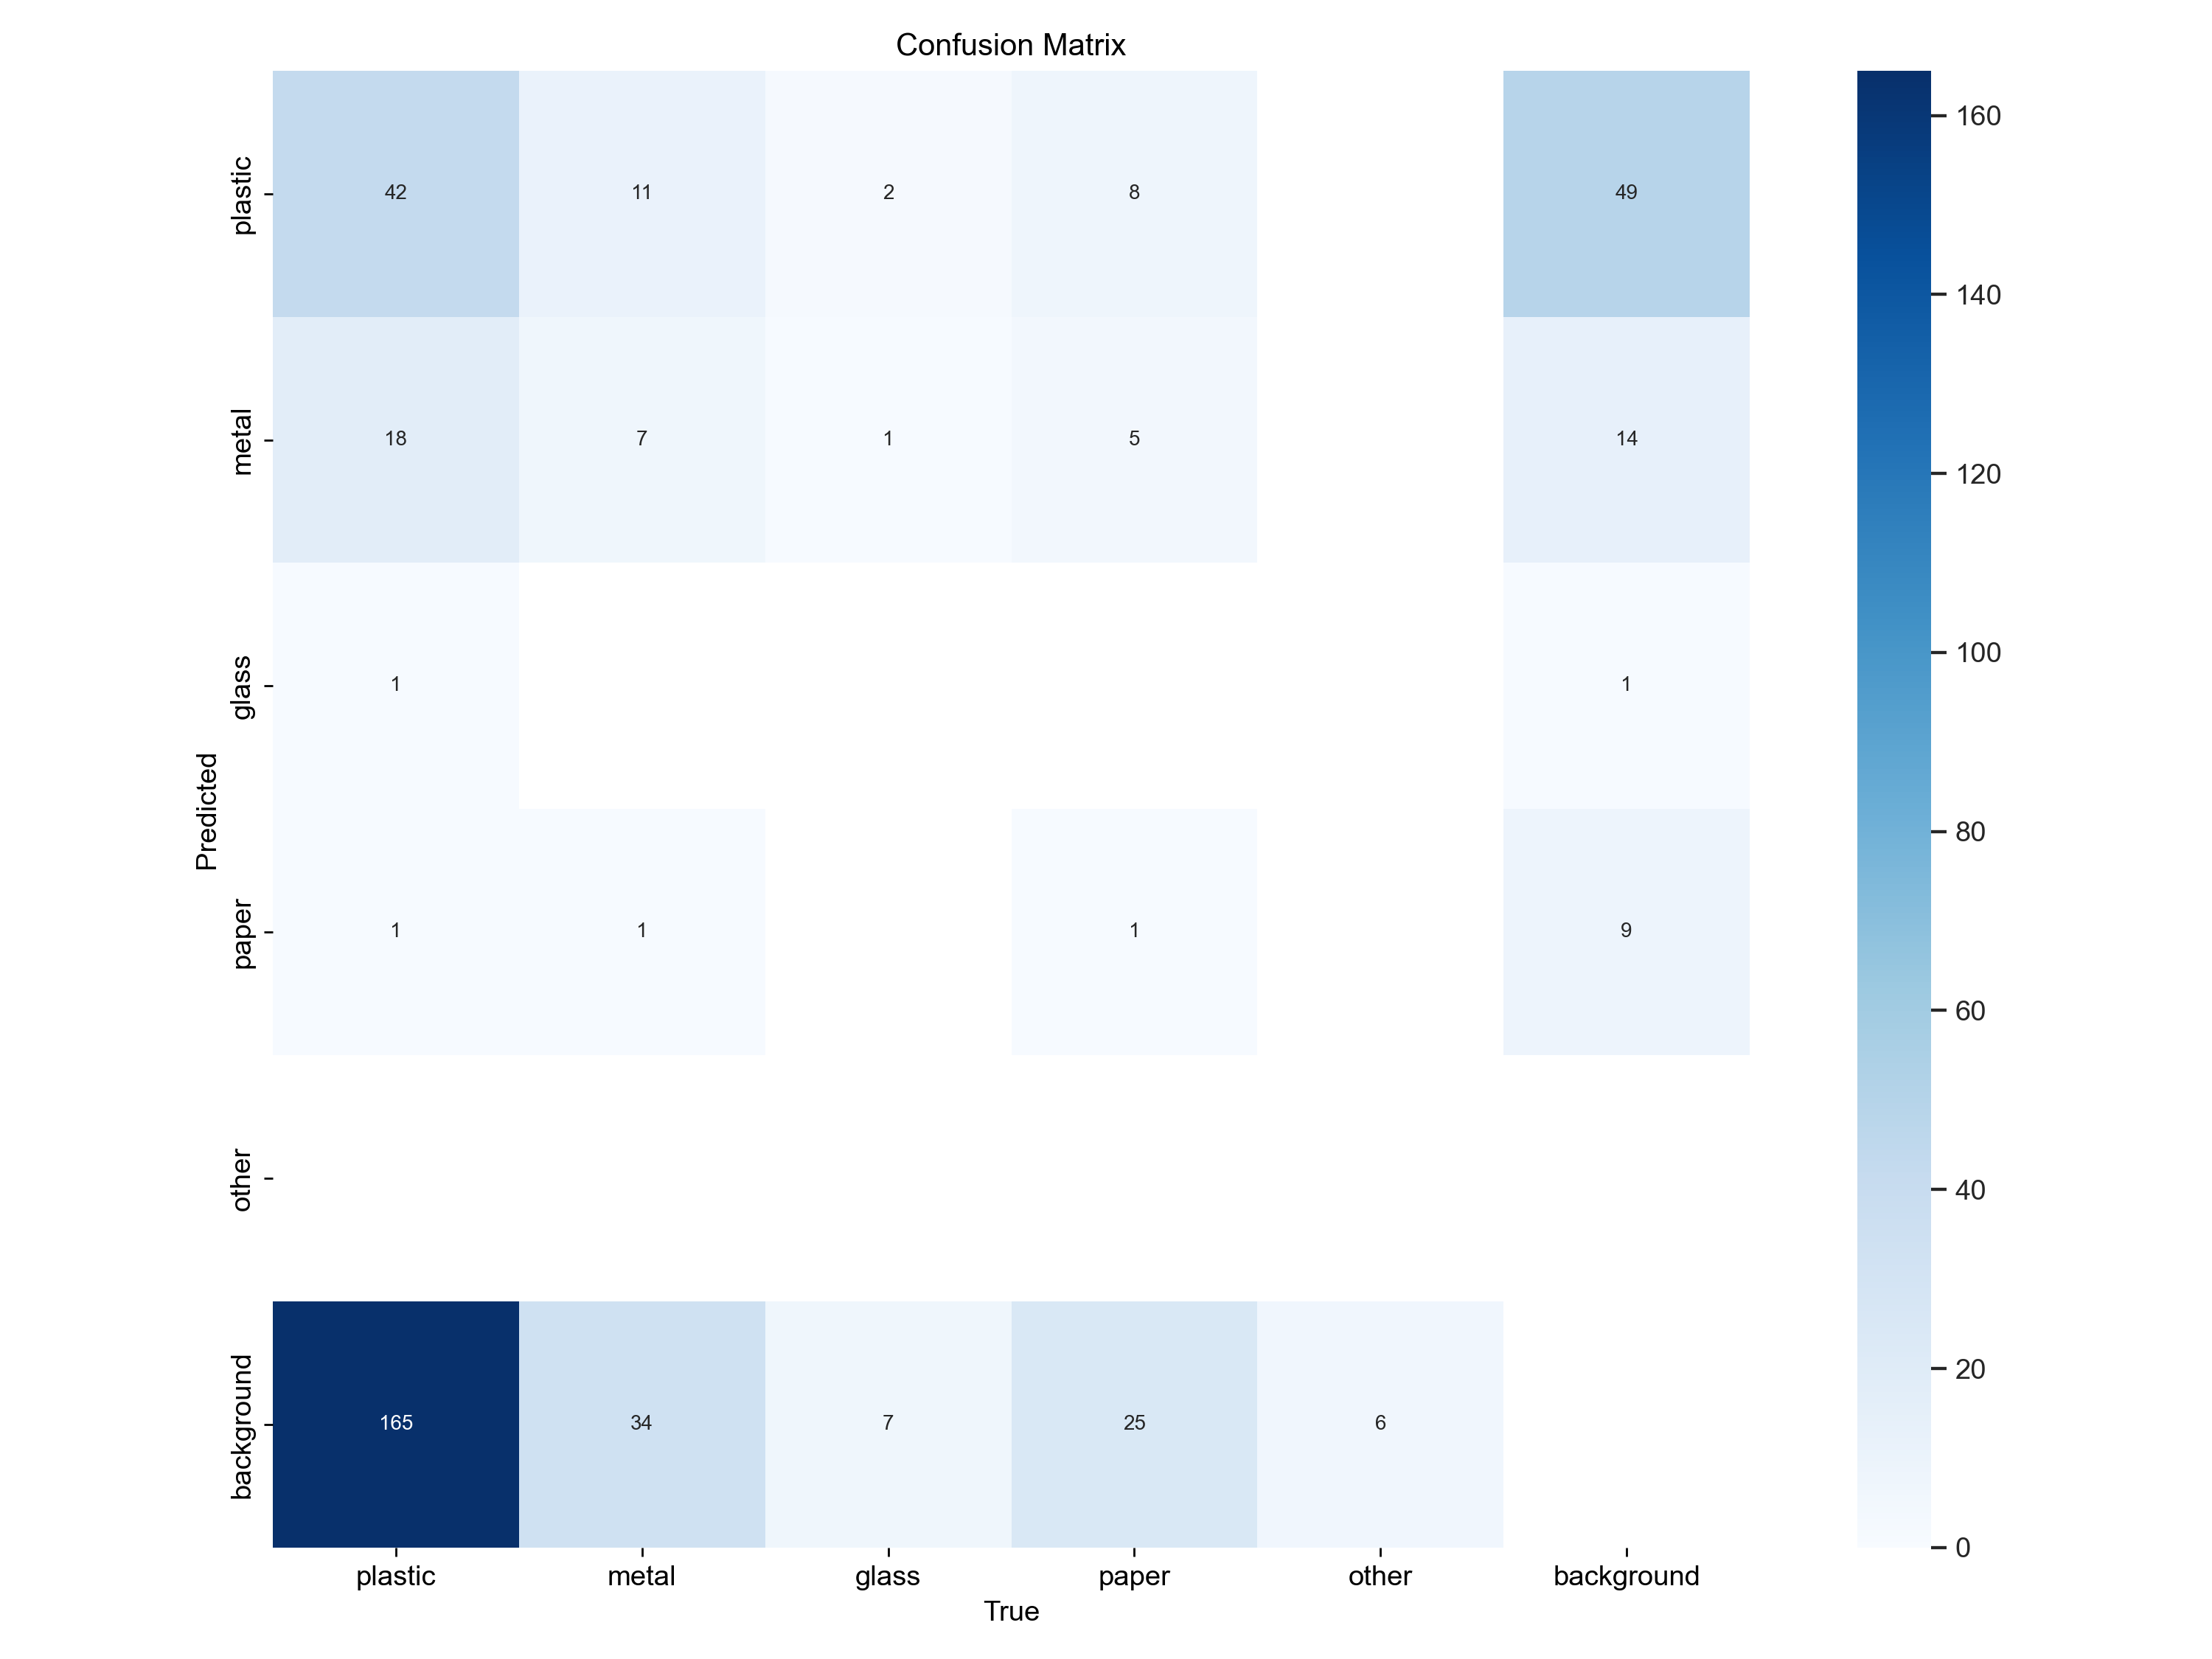 Confusion Matrix
plastic 42 11 2 8 49
metal 18 7 1 5 14
glass 1 1
paper 1 1 1 9
other
background 165 34 7 25 6
plastic metal glass paper other background
True
Predicted
160
140
120
100
80
60
40
20
0